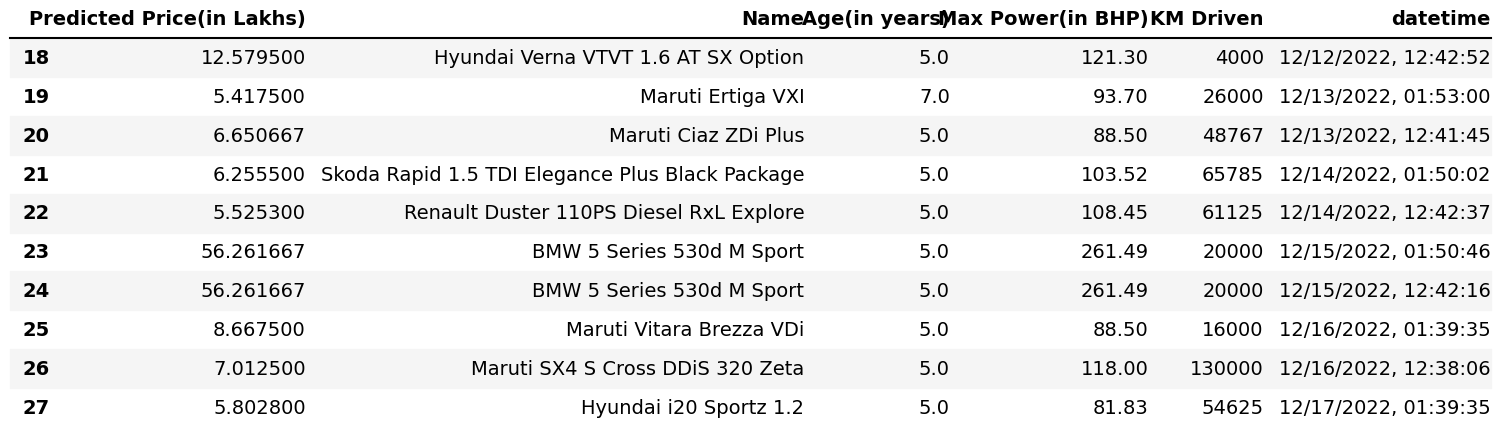 Predicted Price(in Lakhs) Name Age(in years) Max Power(in BHP) KM Driven datetime
18 12.579500 Hyundai Verna VTVT 1.6 AT SX Option 5.0 121.30 4000 12/12/2022, 12:42:52
19 5.417500 Maruti Ertiga VXI 7.0 93.70 26000 12/13/2022, 01:53:00
20 6.650667 Maruti Ciaz ZDi Plus 5.0 88.50 48767 12/13/2022, 12:41:45
21 6.255500 Skoda Rapid 1.5 TDI Elegance Plus Black Package 5.0 103.52 65785 12/14/2022, 01:50:02
22 5.525300 Renault Duster 110PS Diesel RxL Explore 5.0 108.45 61125 12/14/2022, 12:42:37
23 56.261667 BMW 5 Series 530d M Sport 5.0 261.49 20000 12/15/2022, 01:50:46
24 56.261667 BMW 5 Series 530d M Sport 5.0 261.49 20000 12/15/2022, 12:42:16
25 8.667500 Maruti Vitara Brezza VDi 5.0 88.50 16000 12/16/2022, 01:39:35
26 7.012500 Maruti SX4 S Cross DDiS 320 Zeta 5.0 118.00 130000 12/16/2022, 12:38:06
27 5.802800 Hyundai i20 Sportz 1.2 5.0 81.83 54625 12/17/2022, 01:39:35